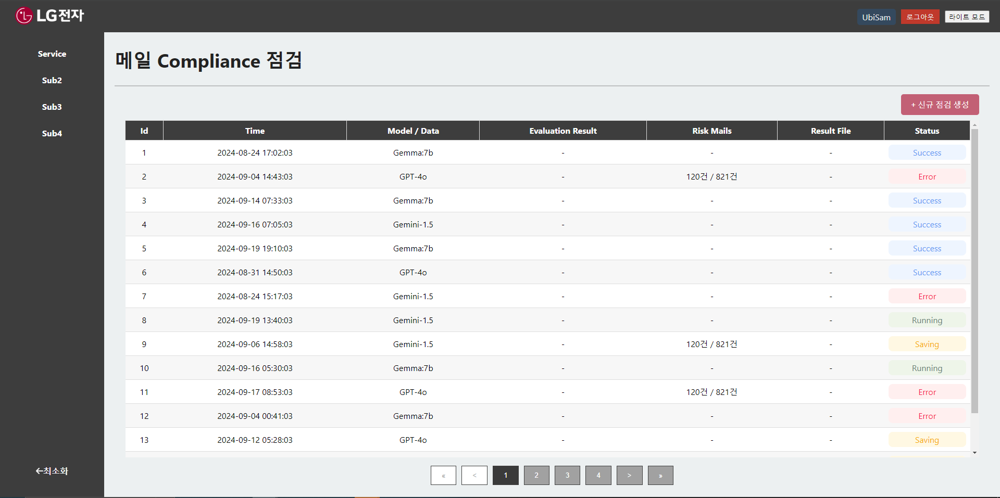 LG전자
UbiSam 로그아웃 라이트 모드
Service
Sub2
Sub3
Sub4
←최소화
메일 Compliance 점검
+ 신규 점검 생성
Id Time Model / Data Evaluation Result Risk Mails Result File Status
1 2024-08-24 17:02:03 Gemma:7b - - - Success
2 2024-09-04 14:43:03 GPT-4o - 120건 / 821건 - Error
3 2024-09-14 07:33:03 Gemma:7b - - - Success
4 2024-09-16 07:05:03 Gemini-1.5 - - - Success
5 2024-09-19 19:10:03 Gemma:7b - - - Success
6 2024-08-31 14:50:03 GPT-4o - - - Success
7 2024-08-24 15:17:03 Gemini-1.5 - - - Error
8 2024-09-19 13:40:03 Gemini-1.5 - - - Running
9 2024-09-06 14:58:03 Gemini-1.5 - 120건 / 821건 - Saving
10 2024-09-16 05:30:03 Gemma:7b - - - Running
11 2024-09-17 08:53:03 GPT-4o - 120건 / 821건 - Error
12 2024-09-04 00:41:03 Gemma:7b - - - Error
13 2024-09-12 05:28:03 GPT-4o - - - Saving
« < 1 2 3 4 > »